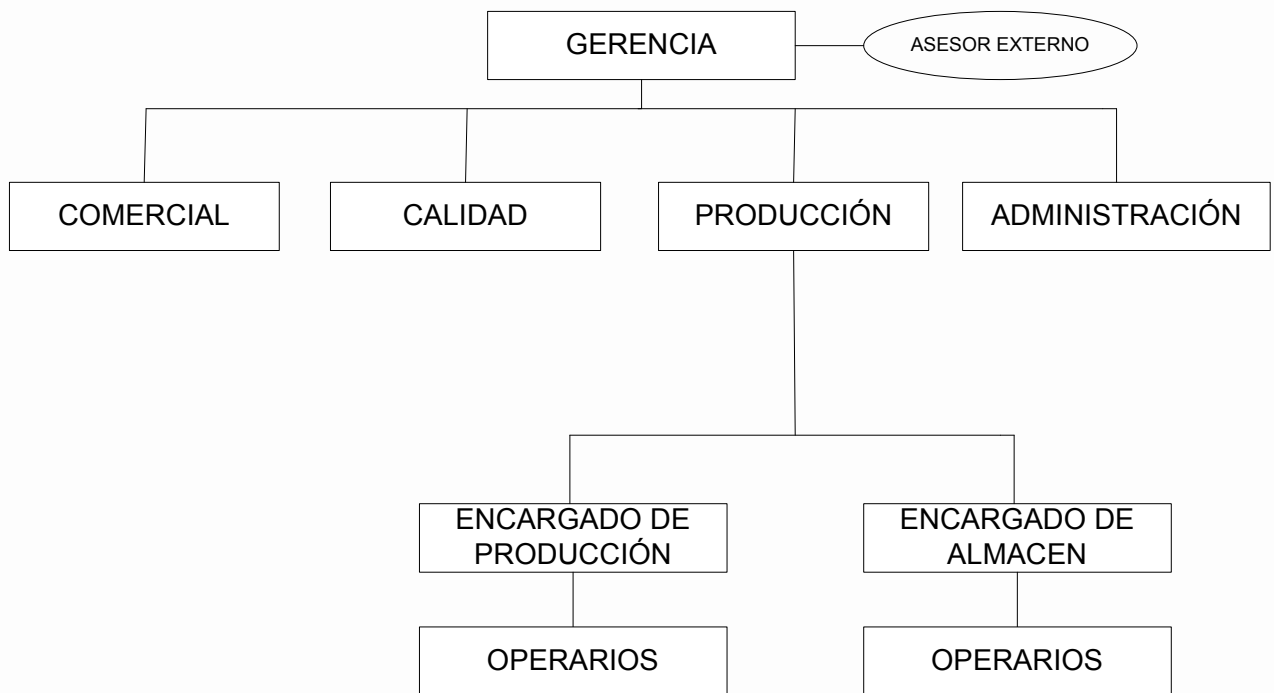 GERENCIA
ASESOR EXTERNO
COMERCIAL
CALIDAD
PRODUCCIÓN
ADMINISTRACIÓN
ENCARGADO DE
PRODUCCIÓN
ENCARGADO DE
ALMACEN
OPERARIOS
OPERARIOS